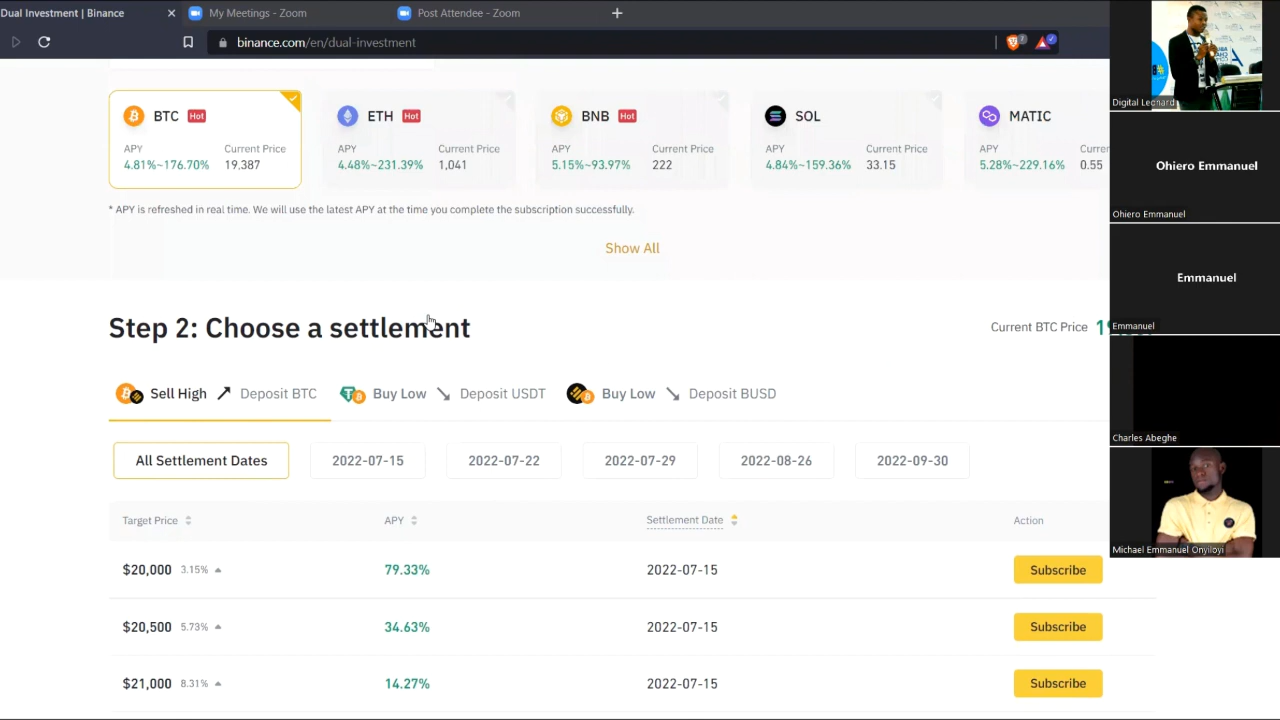 Dual Investment | Binance
My Meetings - Zoom
Post Attendee - Zoom
binance.com/en/dual-investment
BTC Hot
APY
Current Price
4.81%~176.70%
19,387
ETH Hot
APY
Current Price
4.48%~231.39%
1,041
BNB Hot
APY
Current Price
5.15%~93.97%
222
SOL
APY
Current Price
4.84%~159.36%
33.15
MATIC
APY
5.28%~229.16%
0.55
* APY is refreshed in real time. We will use the latest APY at the time you complete the subscription successfully.
Show All
Step 2: Choose a settlement
Current BTC Price
Sell High Deposit BTC
Buy Low Deposit USDT
Buy Low Deposit BUSD
All Settlement Dates
2022-07-15
2022-07-22
2022-07-29
2022-08-26
2022-09-30
Target Price
APY
Settlement Date
Action
$20,000 3.15% 79.33% 2022-07-15 Subscribe
$20,500 5.73% 34.63% 2022-07-15 Subscribe
$21,000 8.31% 14.27% 2022-07-15 Subscribe
Digital Leonard
Ohiero Emmanuel
Ohiero Emmanuel
Emmanuel
Emmanuel
Charles Abeghe
Michael Emmanuel Onyiloyi